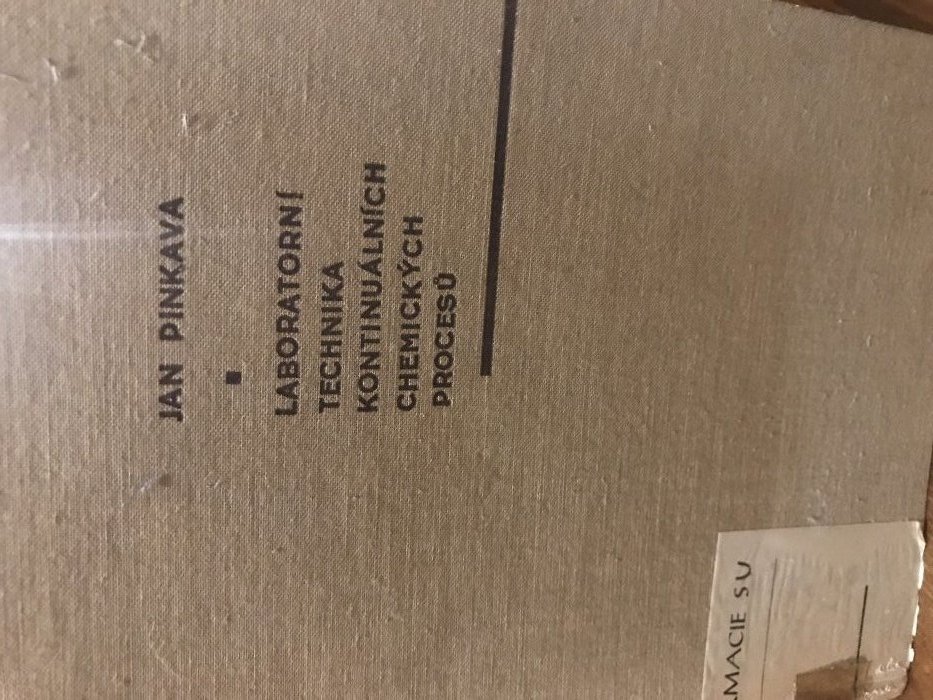 JAN PINKAVA
LABORATORNÍ
TECHNIKA
KONTINUÁLNÍCH
CHEMICKÝCH
PROCESŮ
MACIE SU